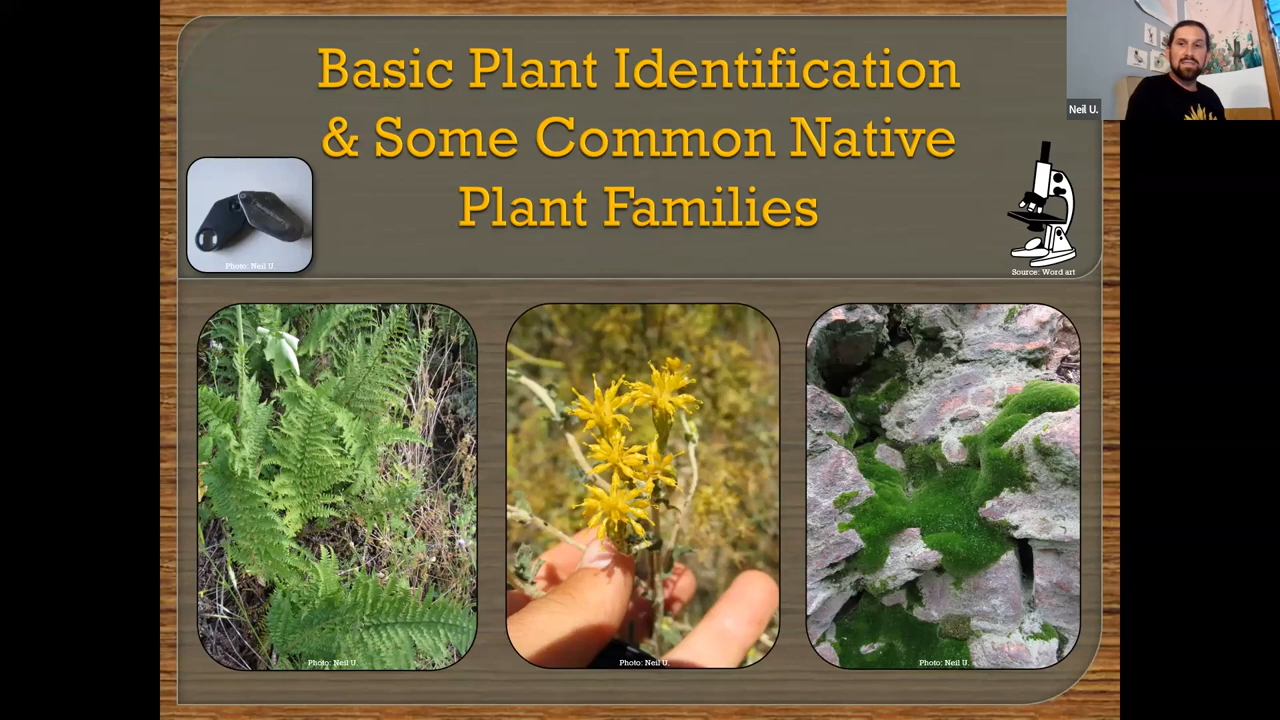 Basic Plant Identification
& Some Common Native
Plant Families
Neil U.
Photo: Neil U.
Source: Word art
Photo: Neil U.
Photo: Neil U.
Photo: Neil U.